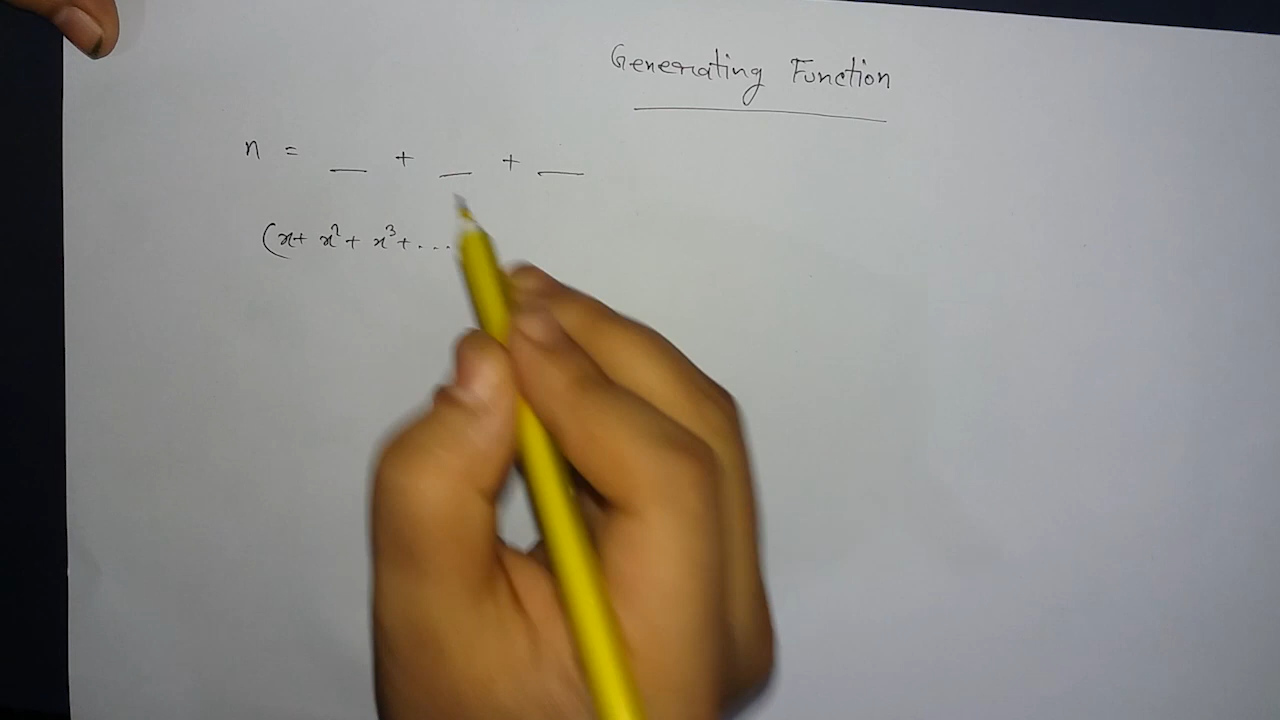 Generating Function
n = __ + __ + __
(x + x² + x³ + ...